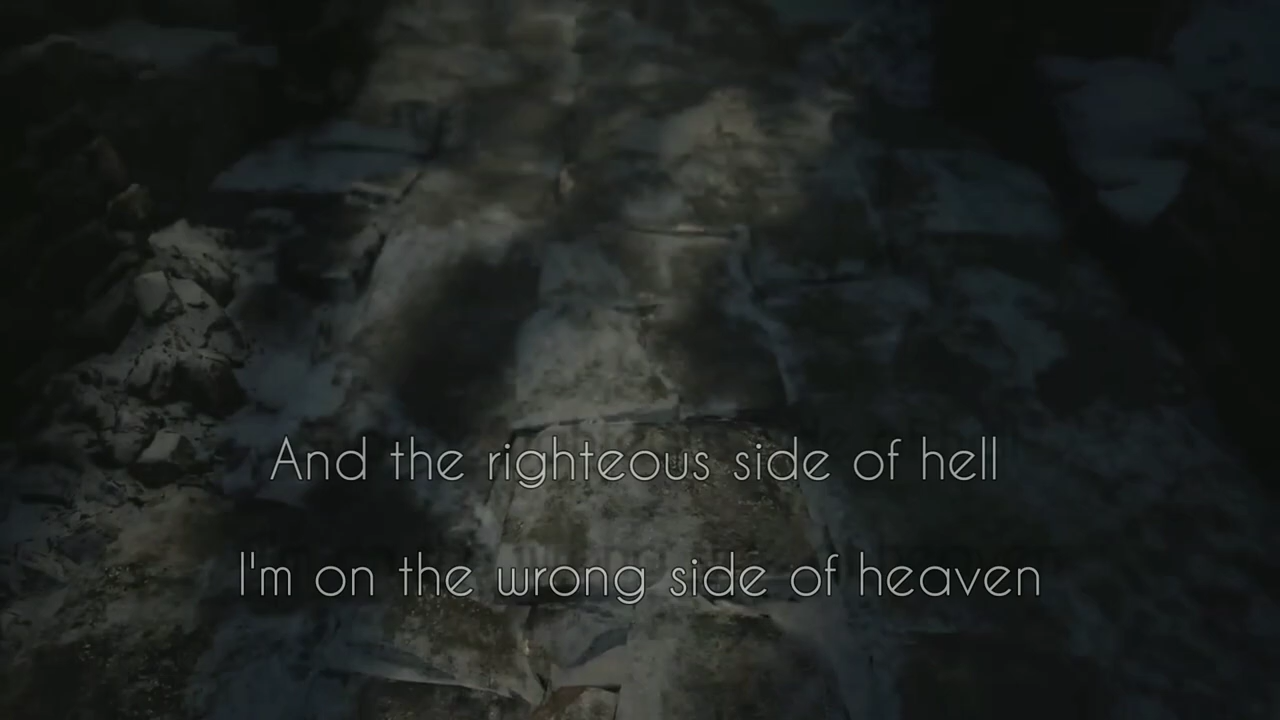 And the righteous side of hell
I'm on the wrong side of heaven